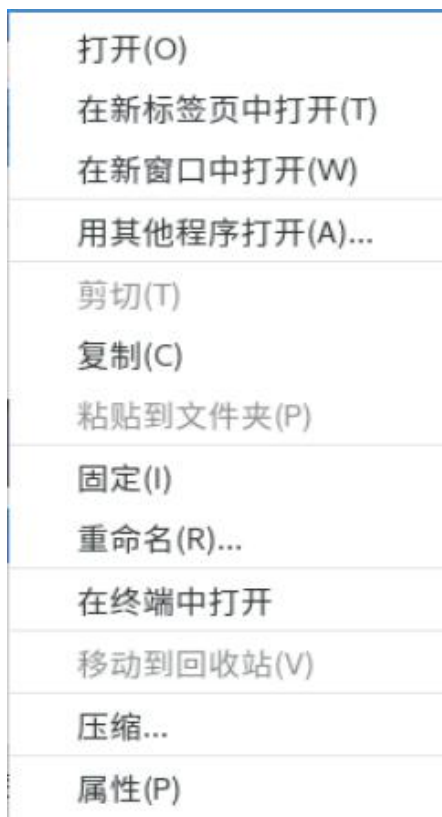 打开(O)
在新标签页中打开(T)
在新窗口中打开(W)
用其他程序打开(A)...
剪切(T)
复制(C)
粘贴到文件夹(P)
固定(I)
重命名(R)...
在终端中打开
移动到回收站(V)
压缩...
属性(P)